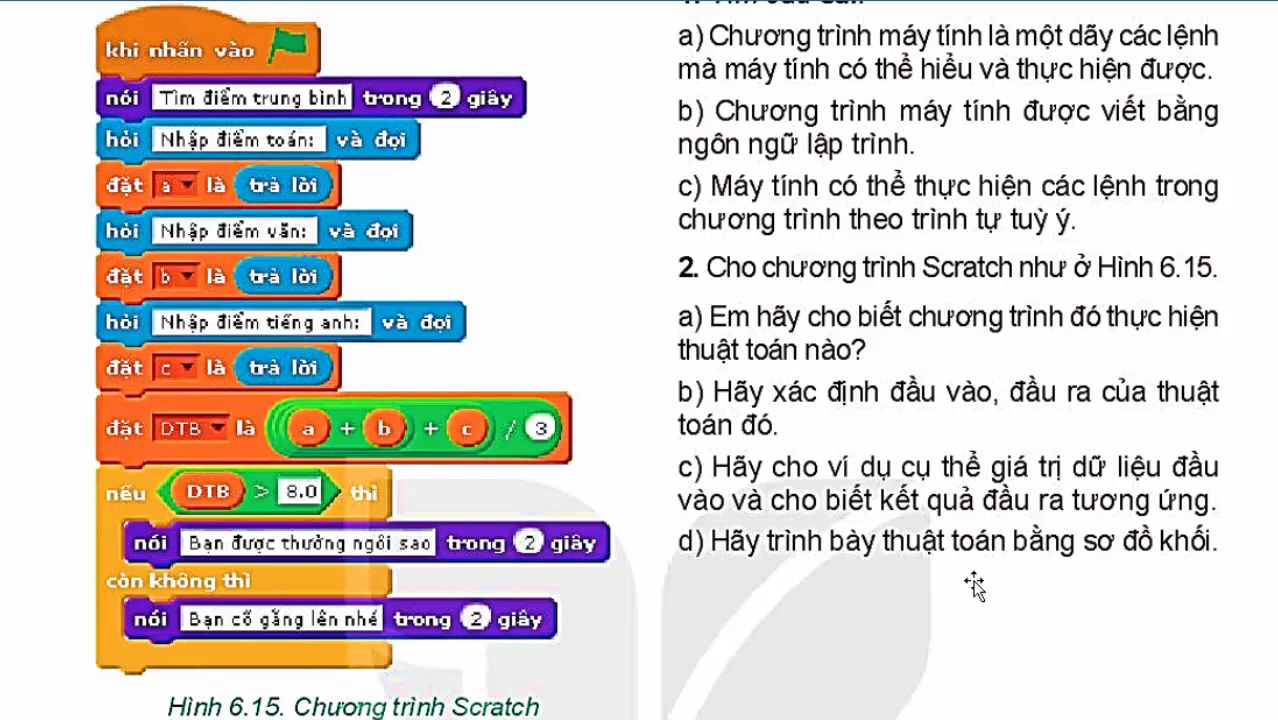 khi nhấn vào
nói Tìm điểm trung bình trong 2 giây
hỏi Nhập điểm toán: và đợi
đặt a là trả lời
hỏi Nhập điểm văn: và đợi
đặt b là trả lời
hỏi Nhập điểm tiếng anh: và đợi
đặt c là trả lời
đặt DTB là a + b + c / 3
nếu DTB > 8.0 thì
nói Bạn được thưởng ngôi sao trong 2 giây
còn không thì
nói Bạn cố gắng lên nhé trong 2 giây
Hình 6.15. Chương trình Scratch
a) Chương trình máy tính là một dãy các lệnh
mà máy tính có thể hiểu và thực hiện được.
b) Chương trình máy tính được viết bằng
ngôn ngữ lập trình.
c) Máy tính có thể thực hiện các lệnh trong
chương trình theo trình tự tuỳ ý.
2. Cho chương trình Scratch như ở Hình 6.15.
a) Em hãy cho biết chương trình đó thực hiện
thuật toán nào?
b) Hãy xác định đầu vào, đầu ra của thuật
toán đó.
c) Hãy cho ví dụ cụ thể giá trị dữ liệu đầu
vào và cho biết kết quả đầu ra tương ứng.
d) Hãy trình bày thuật toán bằng sơ đồ khối.